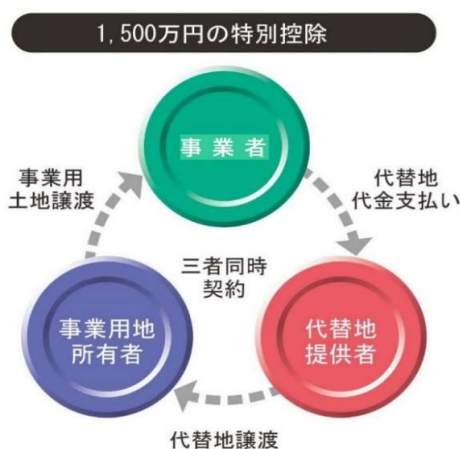 1,500万円の特別控除
事業者
事業用
土地譲渡
代替地
代金支払い
三者同時
契約
事業用地
所有者
代替地
提供者
代替地譲渡